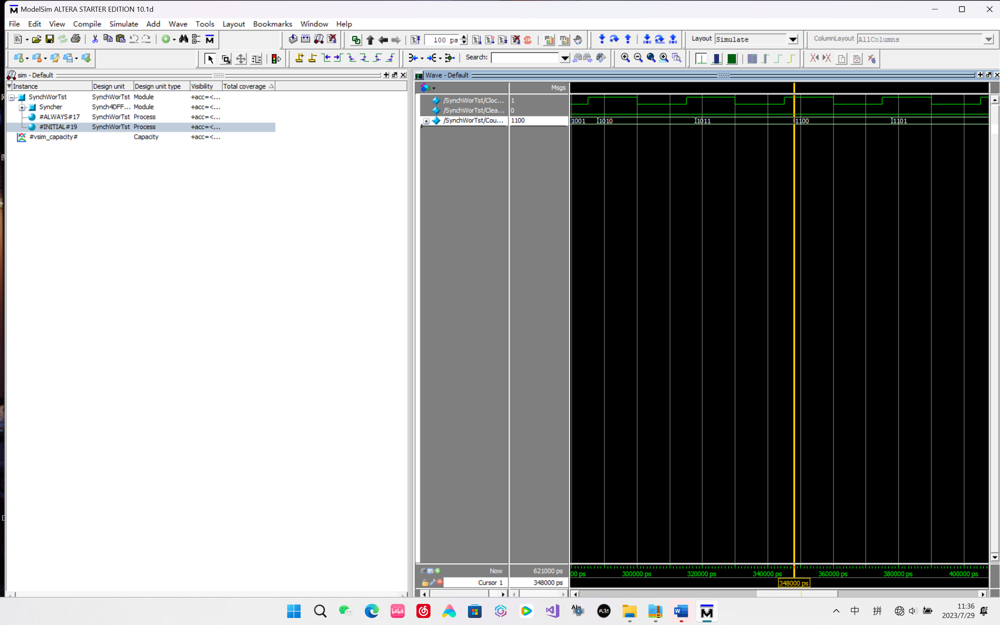 ModelSim ALTERA STARTER EDITION 10.1d
File Edit View Compile Simulate Add Wave Tools Layout Bookmarks Window Help
100 ps Layout Simulate ColumnLayout AllColumns
Search:
sim - Default
Instance Design unit Design unit type Visibility Total coverage
SynchWorTst SynchWorTst Module +acc=<...
Syncher Synch4DFF... Module +acc=<...
#ALWAYS#17 SynchWorTst Process +acc=<...
#INITIAL#19 SynchWorTst Process +acc=<...
#vsim_capacity# Capacity +acc=<...
Wave - Default
Msgs
/SynchWorTst/Cloc... 1
/SynchWorTst/Clea... 0
/SynchWorTst/Cou... 1100 1001 1010 1011 1100 1101
Now 621000 ps 00 ps 300000 ps 320000 ps 340000 ps 360000 ps 380000 ps 400000 ps
Cursor 1 348000 ps 348000 ps
bilibili
中 拼
11:36
2023/7/29